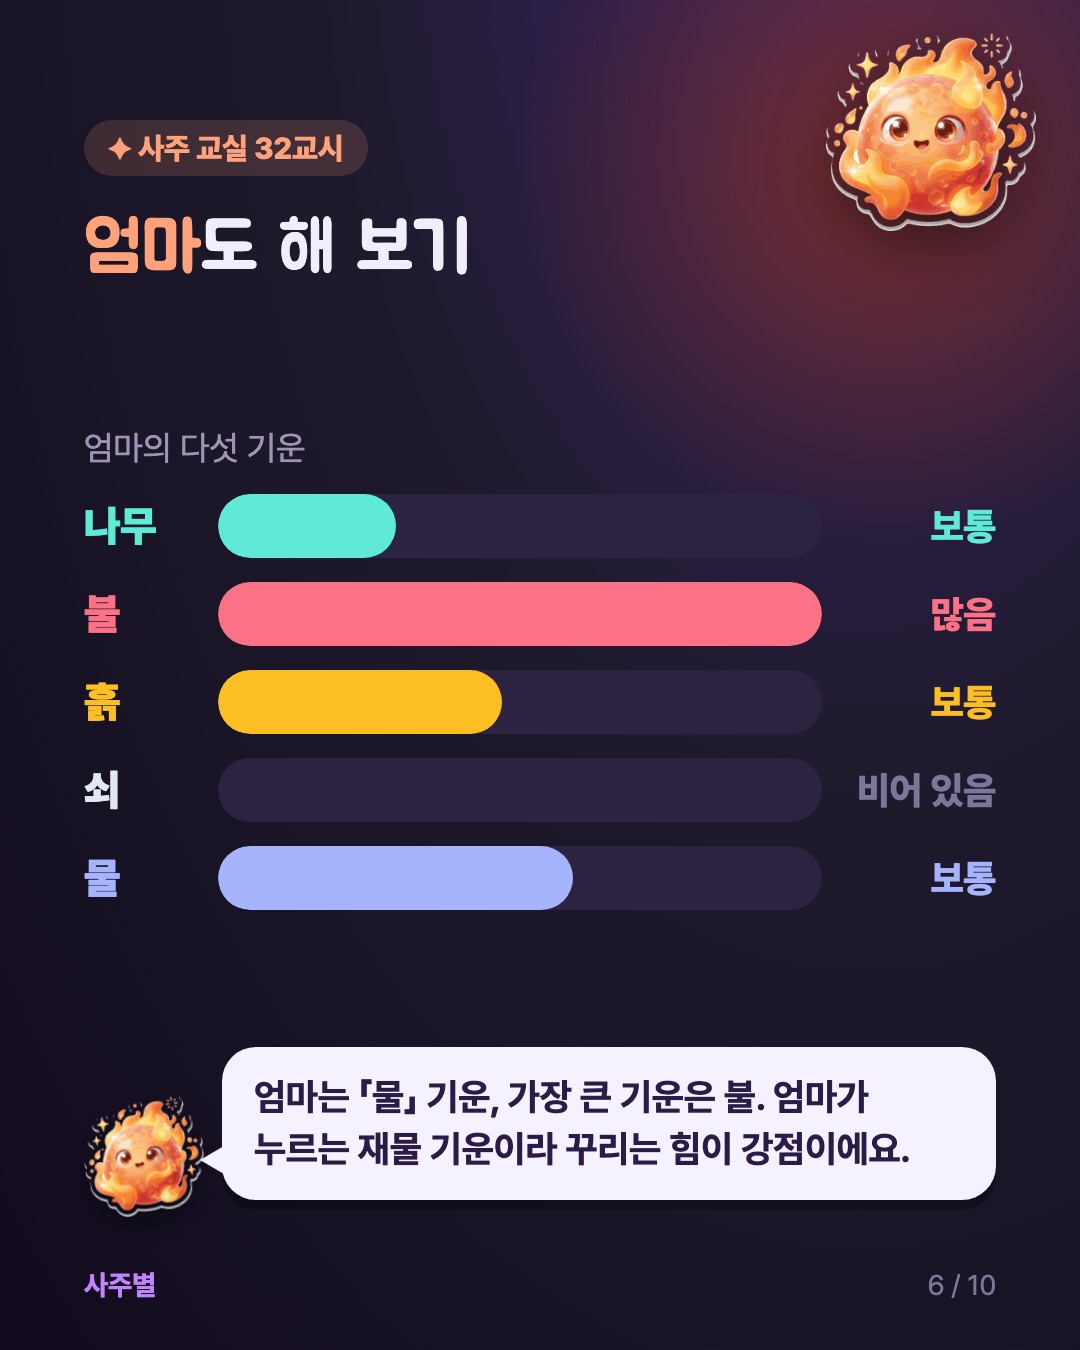 ✦ 사주 교실 32교시
엄마도 해 보기
엄마의 다섯 기운
나무 보통
불 많음
흙 보통
쇠 비어 있음
물 보통
엄마는 「물」 기운, 가장 큰 기운은 불. 엄마가
누르는 재물 기운이라 꾸리는 힘이 강점이에요.
사주별 6 / 10